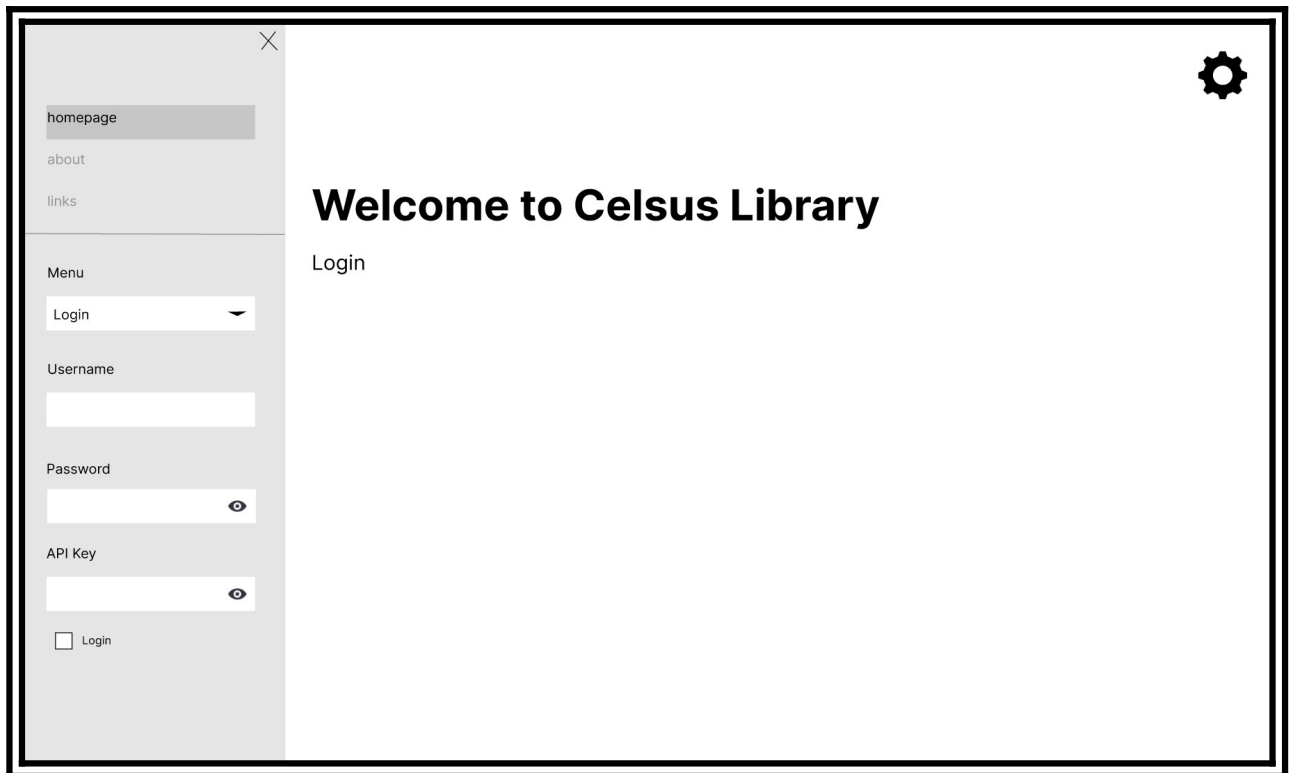 homepage
about
links
Menu
Login
Username
Password
API Key
Login
Welcome to Celsus Library
Login